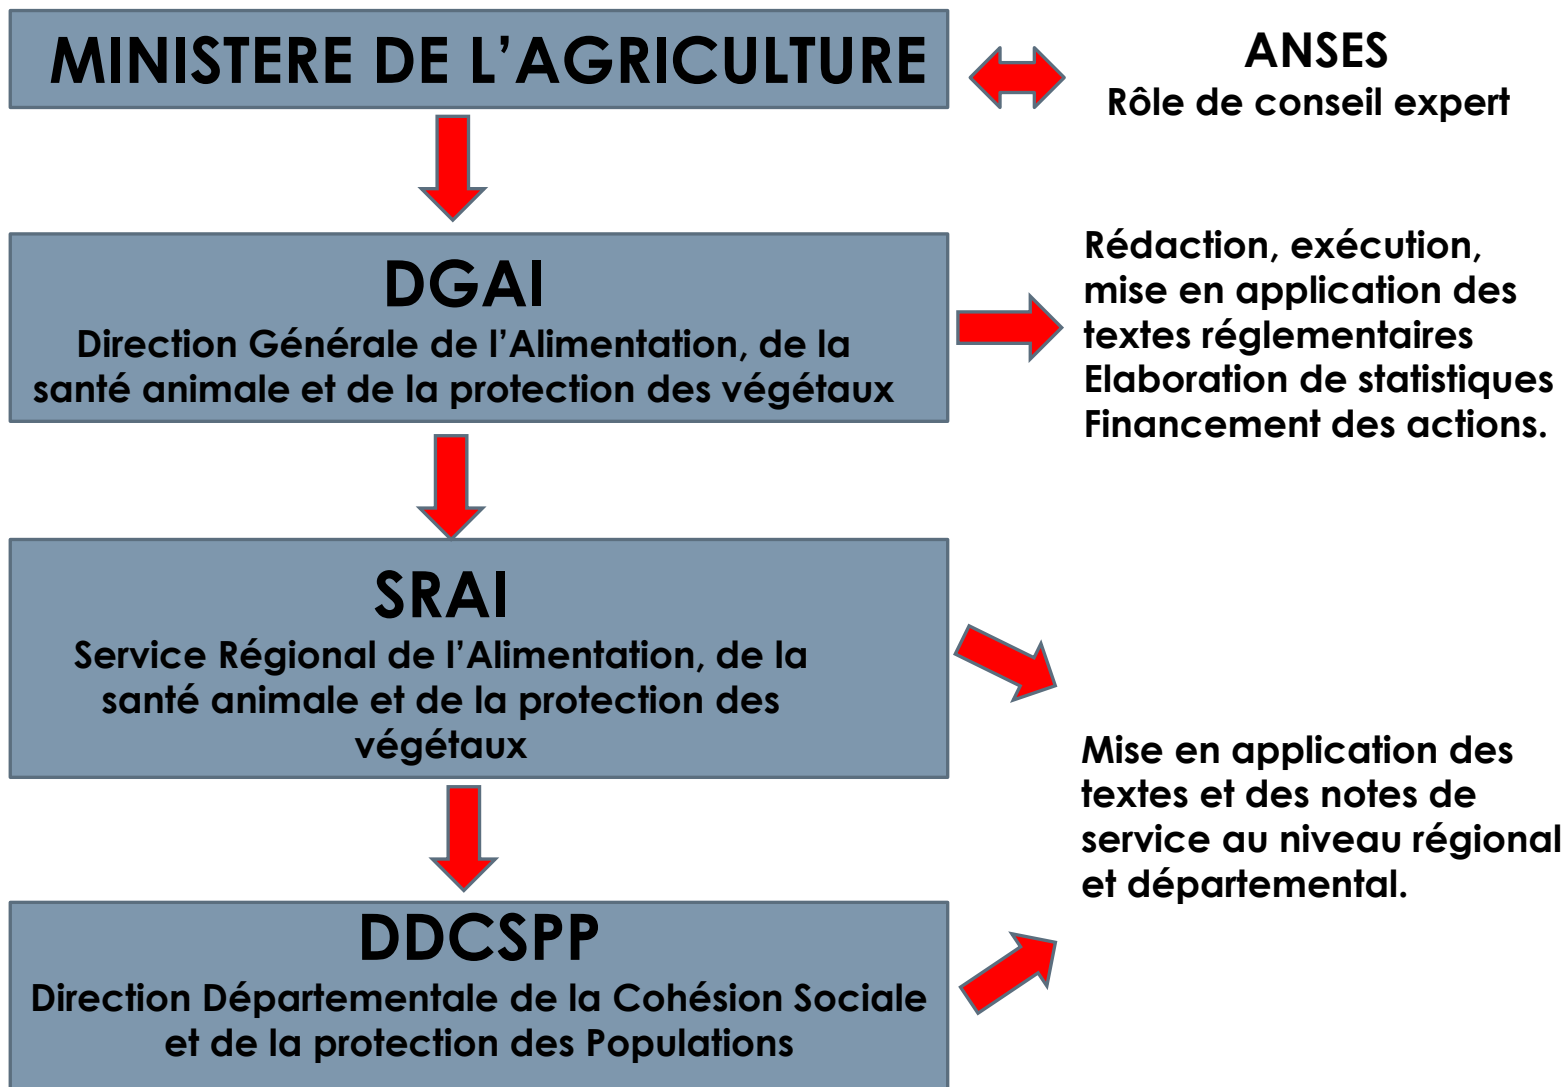 MINISTERE DE L’AGRICULTURE
ANSES
Rôle de conseil expert
DGAl
Direction Générale de l’Alimentation, de la
santé animale et de la protection des végétaux
Rédaction, exécution,
mise en application des
textes réglementaires
Elaboration de statistiques
Financement des actions.
SRAl
Service Régional de l’Alimentation, de la
santé animale et de la protection des
végétaux
Mise en application des
textes et des notes de
service au niveau régional
et départemental.
DDCSPP
Direction Départementale de la Cohésion Sociale
et de la protection des Populations